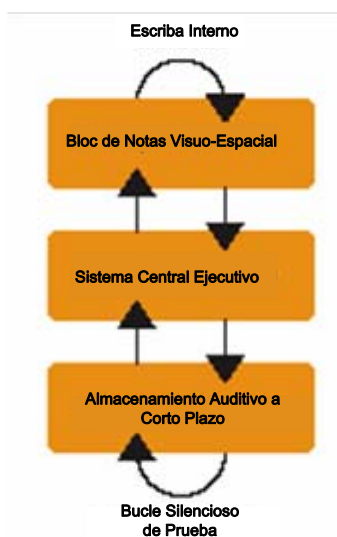 Escriba Interno
Bloc de Notas Visuo-Espacial
Sistema Central Ejecutivo
Almacenamiento Auditivo a
Corto Plazo
Bucle Silencioso
de Prueba